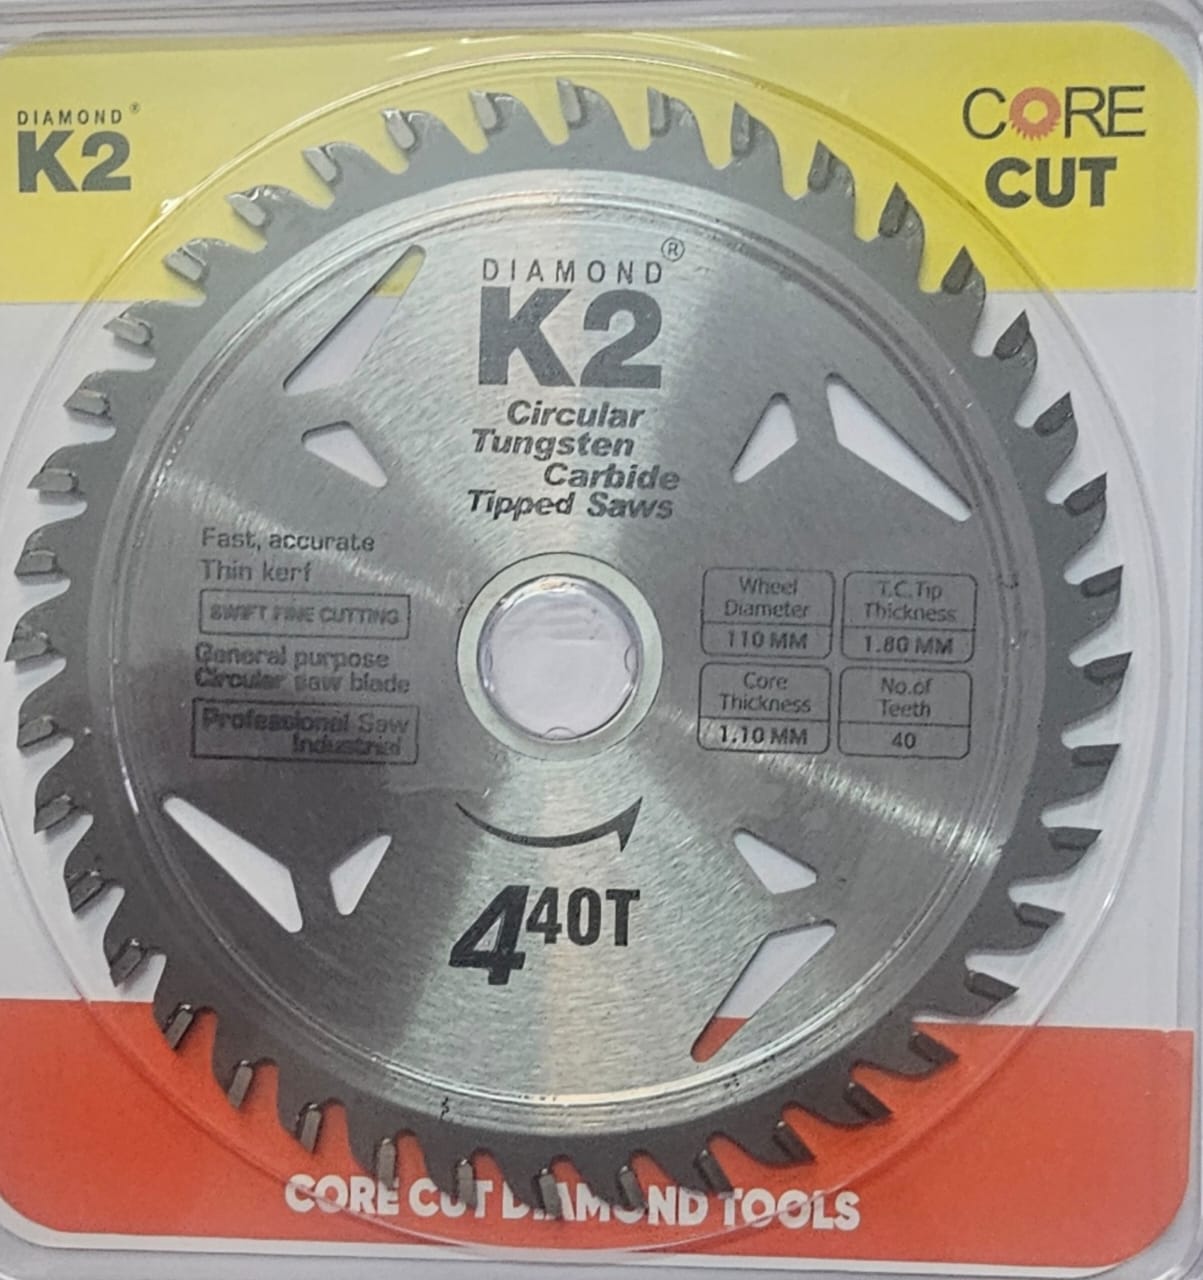 DIAMOND®
K2
CORE
CUT
DIAMOND®
K2
Circular
Tungsten
Carbide
Tipped Saws
Fast, accurate
Thin kerf
SWIFT FINE CUTTING
General purpose
Circular saw blade
Professional Saw
Industrial
Wheel
Diameter
110 MM
T.C.Tip
Thickness
1.80 MM
Core
Thickness
1.10 MM
No.of
Teeth
40
4 40T
CORE CUT DIAMOND TOOLS